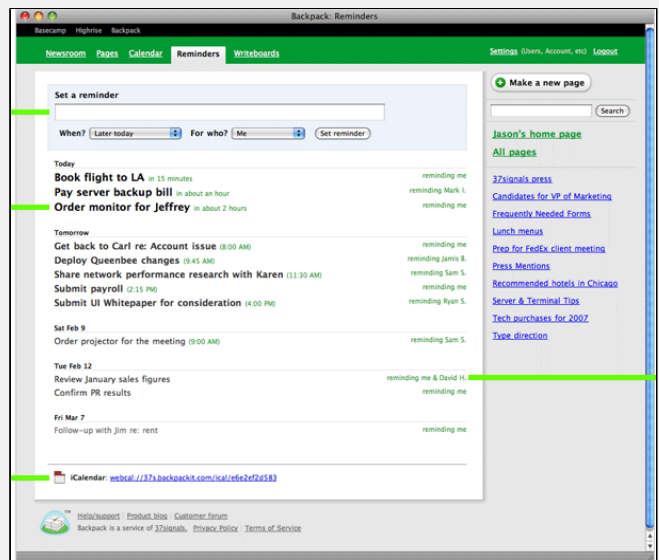 Backpack: Reminders
Basecamp Highrise Backpack
Newsroom Pages Calendar Reminders Writeboards
Settings (Users, Account, etc) Logout
Set a reminder
When? Later today For who? Me Set reminder
Today
Book flight to LA in 15 minutes reminding me
Pay server backup bill in about an hour reminding Mark I.
Order monitor for Jeffrey in about 2 hours reminding me
Tomorrow
Get back to Carl re: Account issue (8:00 AM) reminding me
Deploy Queenbee changes (9:45 AM) reminding Jamis B.
Share network performance research with Karen (11:30 AM) reminding Sam S.
Submit payroll (2:15 PM) reminding me
Submit UI Whitepaper for consideration (4:00 PM) reminding Ryan S.
Sat Feb 9
Order projector for the meeting (9:00 AM) reminding Sam S.
Tue Feb 12
Review January sales figures reminding me & David H.
Confirm PR results reminding me
Fri Mar 7
Follow-up with Jim re: rent reminding me
iCalendar: webcal://37s.backpackit.com/ical/e6e2ef2d583
Make a new page
Search
Jason's home page
All pages
37signals press
Candidates for VP of Marketing
Frequently Needed Forms
Lunch menus
Prep for FedEx client meeting
Press Mentions
Recommended hotels in Chicago
Server & Terminal Tips
Tech purchases for 2007
Type direction
Help/support | Product blog | Customer forum
Backpack is a service of 37signals. Privacy Policy | Terms of Service